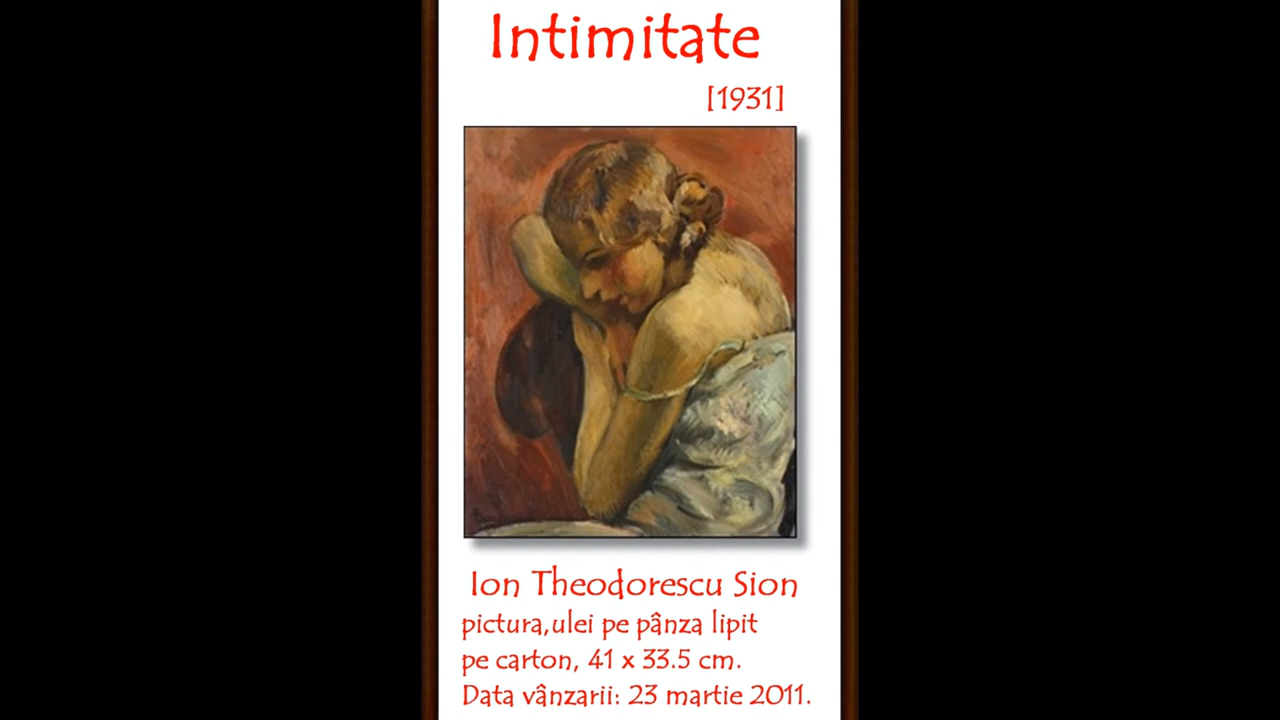 Intimitate
[1931]
Ion Theodorescu Sion
pictura,ulei pe pânza lipit
pe carton, 41 x 33.5 cm.
Data vânzarii: 23 martie 2011.